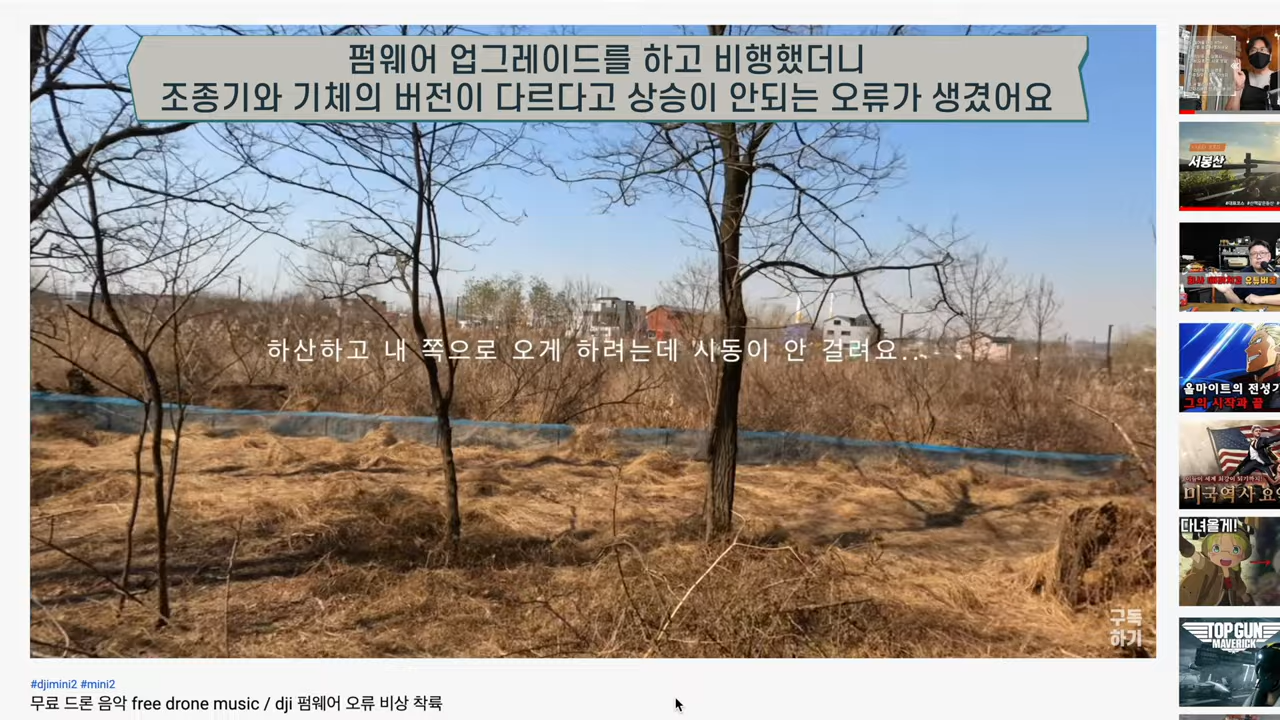 펌웨어 업그레이드를 하고 비행했더니
조종기와 기체의 버전이 다르다고 상승이 안되는 오류가 생겼어요
하산하고 내 쪽으로 오게 하려는데 시동이 안 걸려요..
구독
하기
#djimini2 #mini2
무료 드론 음악 free drone music / dji 펌웨어 오류 비상 착륙
서봉산
유튜버로
올마이트의 전성
그의 시작과 끝
미국역사
다녀올게!
TOP GUN
MAVERICK